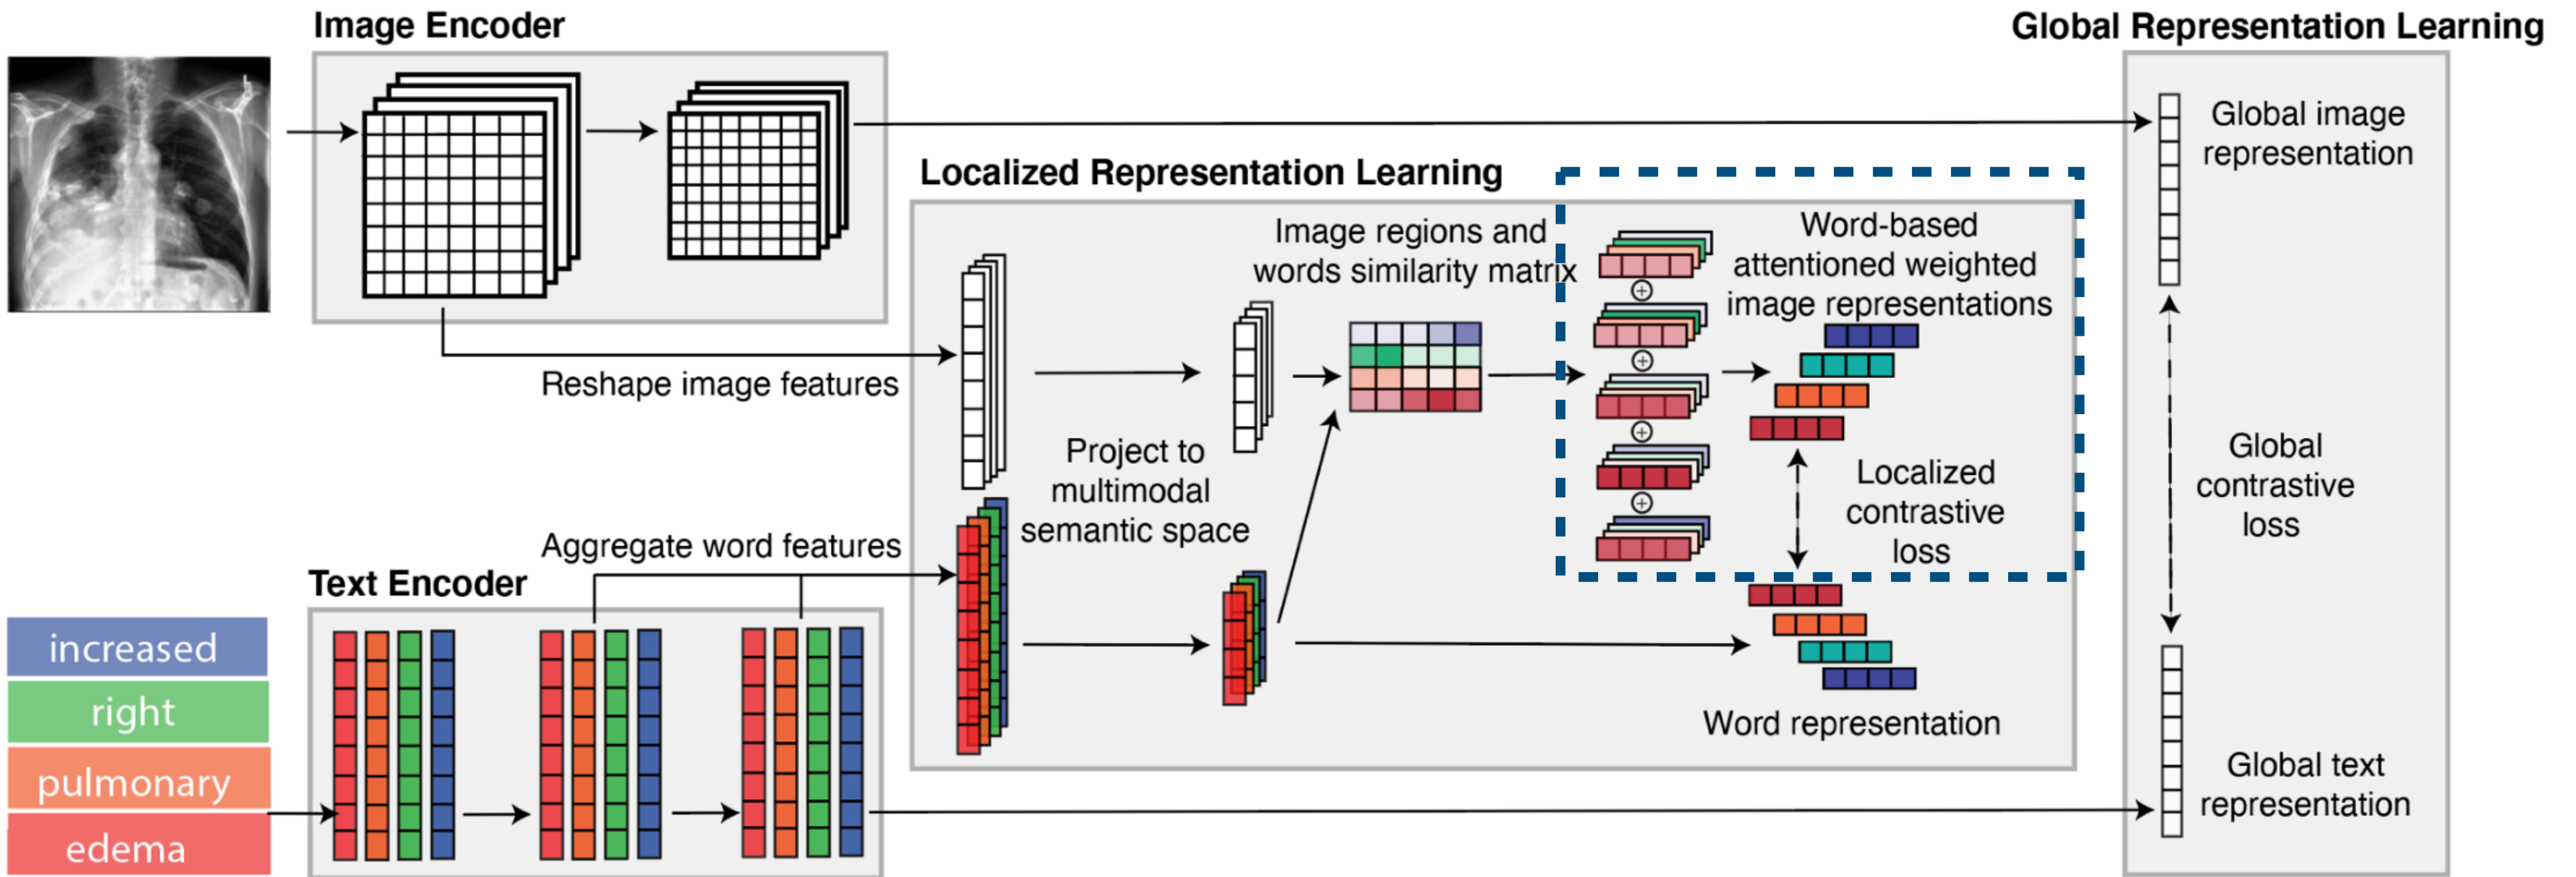 Image Encoder
Global Representation Learning
Global image
representation
Localized Representation Learning
Image regions and
words similarity matrix
Word-based
attentioned weighted
image representations
Reshape image features
Project to
multimodal
semantic space
Localized
contrastive
loss
Global
contrastive
loss
Aggregate word features
Text Encoder
increased
right
pulmonary
edema
Word representation
Global text
representation